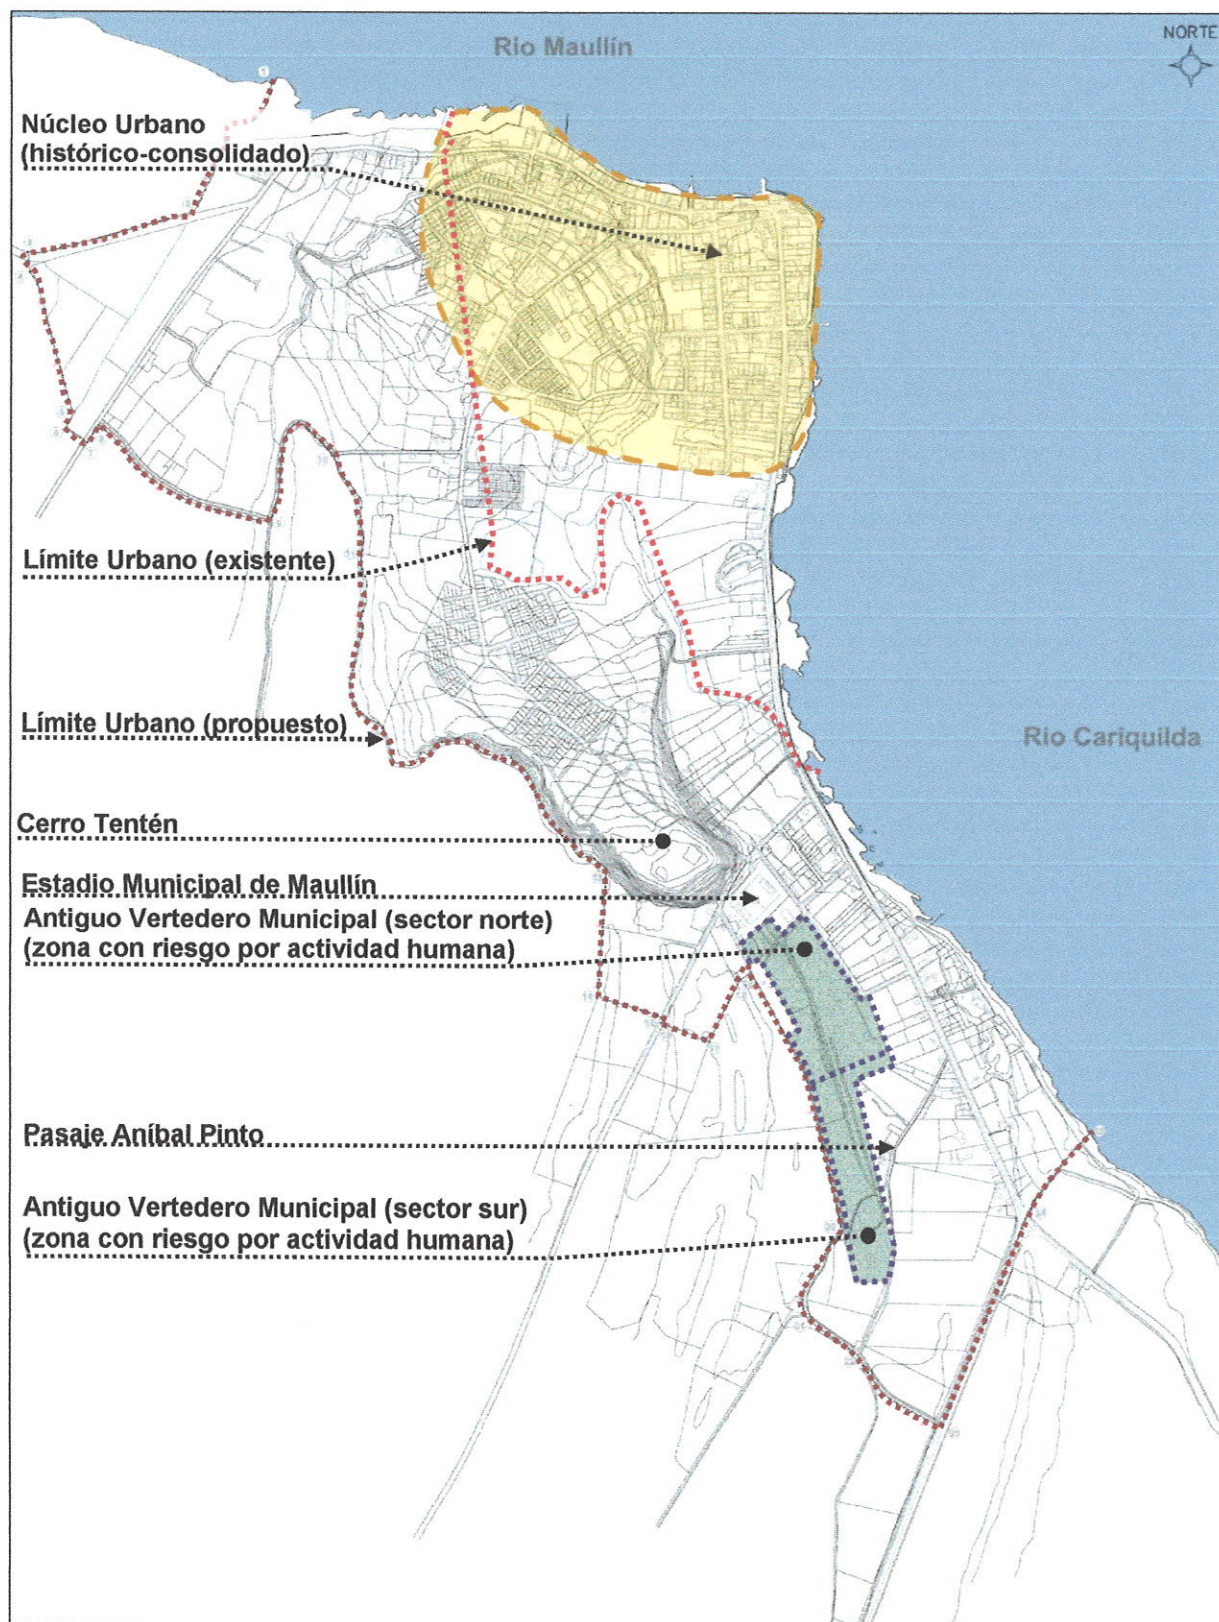 Rio Maullín
NORTE
Núcleo Urbano
(histórico-consolidado)
Límite Urbano (existente)
Límite Urbano (propuesto)
Rio Cariquilda
Cerro Tentén
Estadio Municipal de Maullín
Antiguo Vertedero Municipal (sector norte)
(zona con riesgo por actividad humana)
Pasaje Aníbal Pinto
Antiguo Vertedero Municipal (sector sur)
(zona con riesgo por actividad humana)